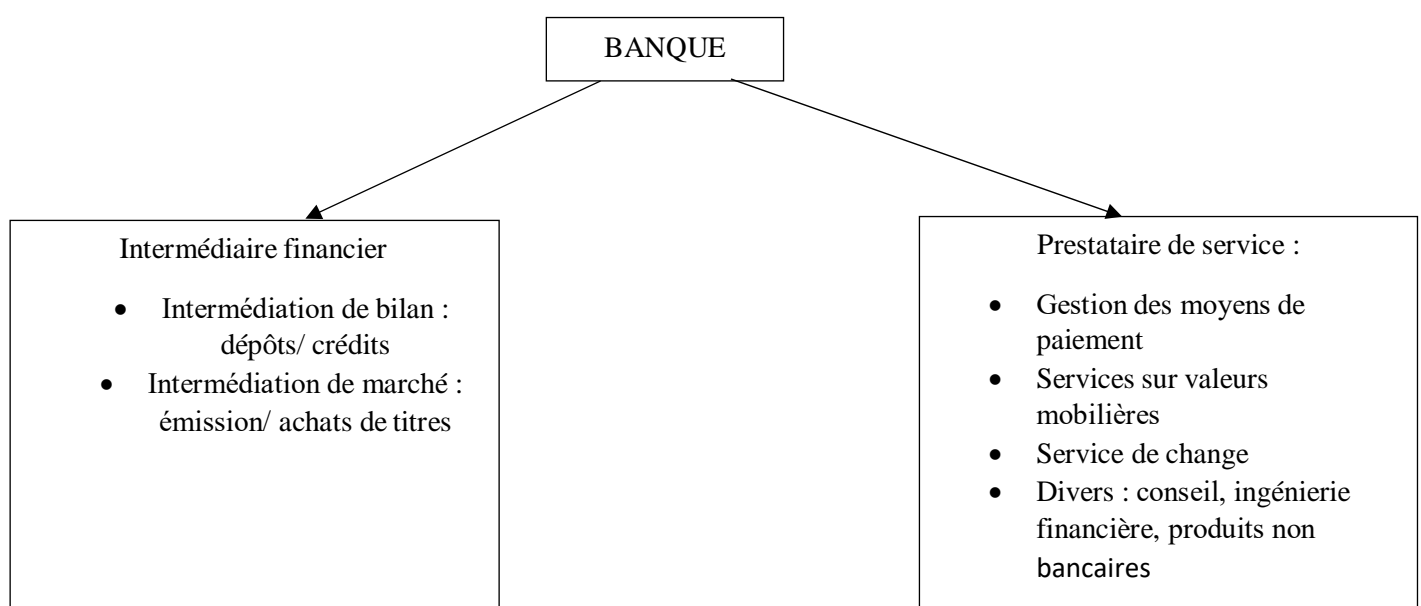 BANQUE
Intermédiaire financier
• Intermédiation de bilan :
dépôts/ crédits
• Intermédiation de marché :
émission/ achats de titres
Prestataire de service :
• Gestion des moyens de
paiement
• Services sur valeurs
mobilières
• Service de change
• Divers : conseil, ingénierie
financière, produits non
bancaires